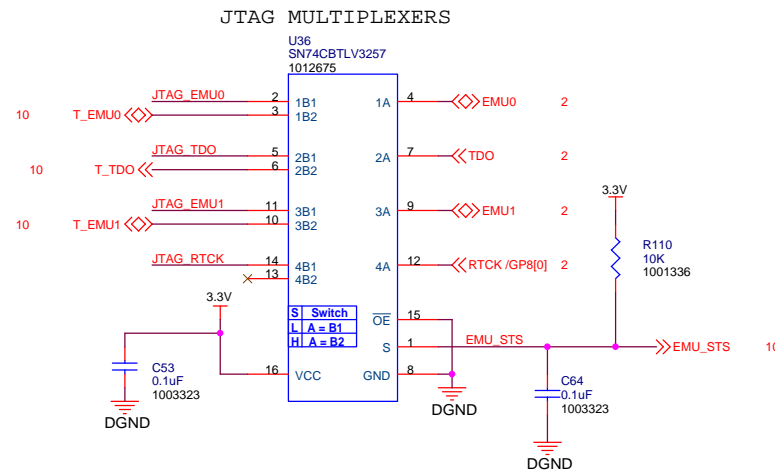 JTAG MULTIPLEXERS
U36
SN74CBTLV3257
1012675
JTAG_EMU0 2 1B1 1A 4 EMU0 2
10 T_EMU0 3 1B2
JTAG_TDO 5 2B1 2A 7 TDO 2
10 T_TDO 6 2B2
JTAG_EMU1 11 3B1 3A 9 EMU1 2
10 T_EMU1 10 3B2
3.3V
JTAG_RTCK 14 4B1 4A 12 RTCK /GP8[0] 2
13 4B2
R110
10K
1001336
3.3V
S Switch
L A = B1
H A = B2
OE 15
S 1 EMU_STS
EMU_STS 10
C53
0.1uF
1003323
16 VCC GND 8
C64
0.1uF
1003323
DGND
DGND
DGND